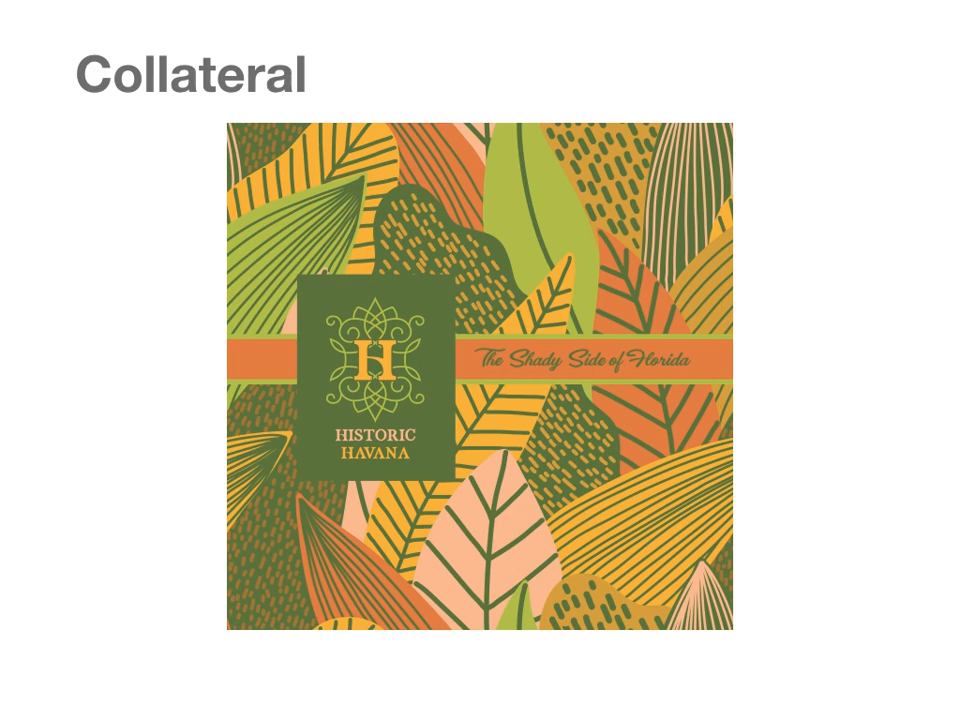 Collateral
The Shady Side of Florida
H
HISTORIC
HAVANA